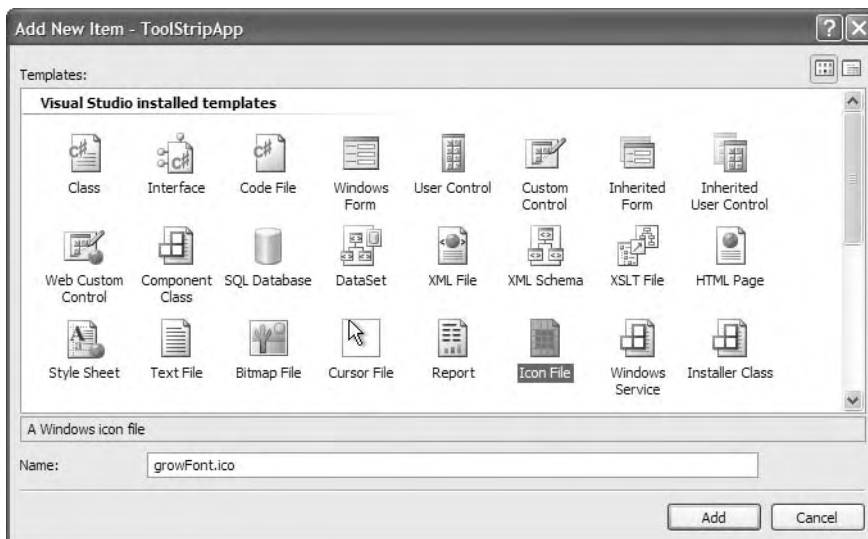 Add New Item - ToolStripApp
Templates:
Visual Studio installed templates
Class
Interface
Code File
Windows Form
User Control
Custom Control
Inherited Form
Inherited User Control
Web Custom Control
Component Class
SQL Database
DataSet
XML File
XML Schema
XSLT File
HTML Page
Style Sheet
Text File
Bitmap File
Cursor File
Report
Icon File
Windows Service
Installer Class
A Windows icon file
Name:
growFont.ico
Add
Cancel